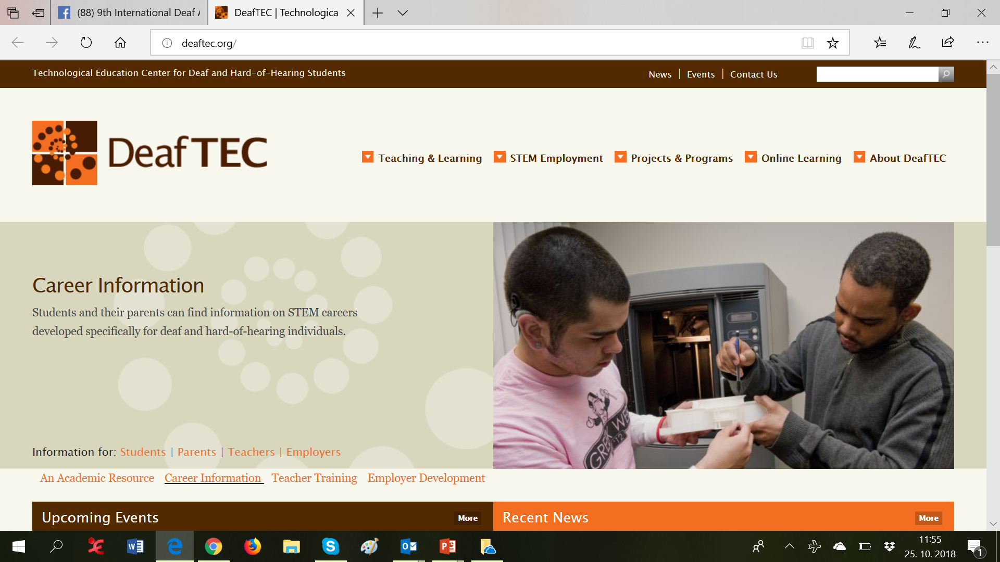 (88) 9th International Deaf
DeafTEC | Technologica
deaftec.org/
Technological Education Center for Deaf and Hard-of-Hearing Students
News | Events | Contact Us
DeafTEC
Teaching & Learning
STEM Employment
Projects & Programs
Online Learning
About DeafTEC
Career Information
Students and their parents can find information on STEM careers
developed specifically for deaf and hard-of-hearing individuals.
GREEK WE
'12
Information for: Students | Parents | Teachers | Employers
An Academic Resource Career Information Teacher Training Employer Development
Upcoming Events
More
Recent News
More
11:55
25. 10. 2018
1